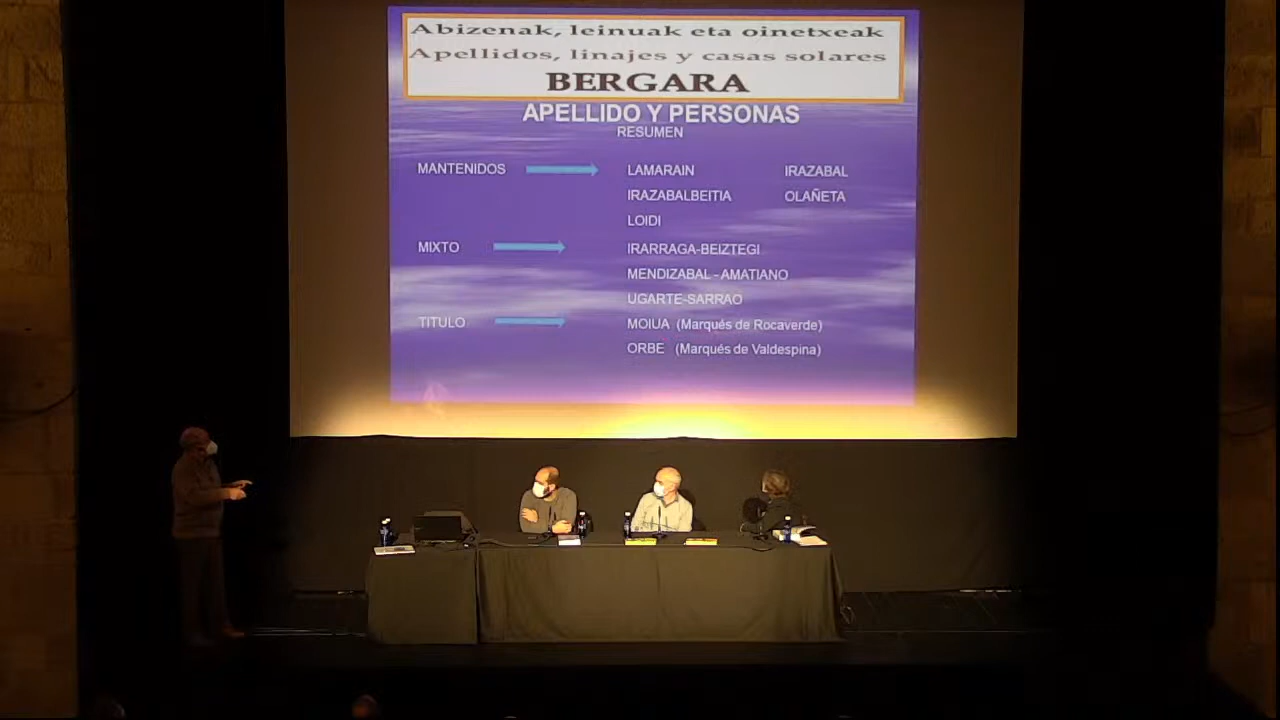 Abizenak, leinuak eta oinetxeak
Apellidos, linajes y casas solares
BERGARA
APELLIDO Y PERSONAS
RESUMEN
MANTENIDOS LAMARAIN IRAZABAL
IRAZABALBEITIA OLAÑETA
LOIDI
MIXTO IRARRAGA-BEIZTEGI
MENDIZABAL - AMATIANO
UGARTE-SARRAO
TITULO MOIUA (Marqués de Rocaverde)
ORBE (Marqués de Valdespina)